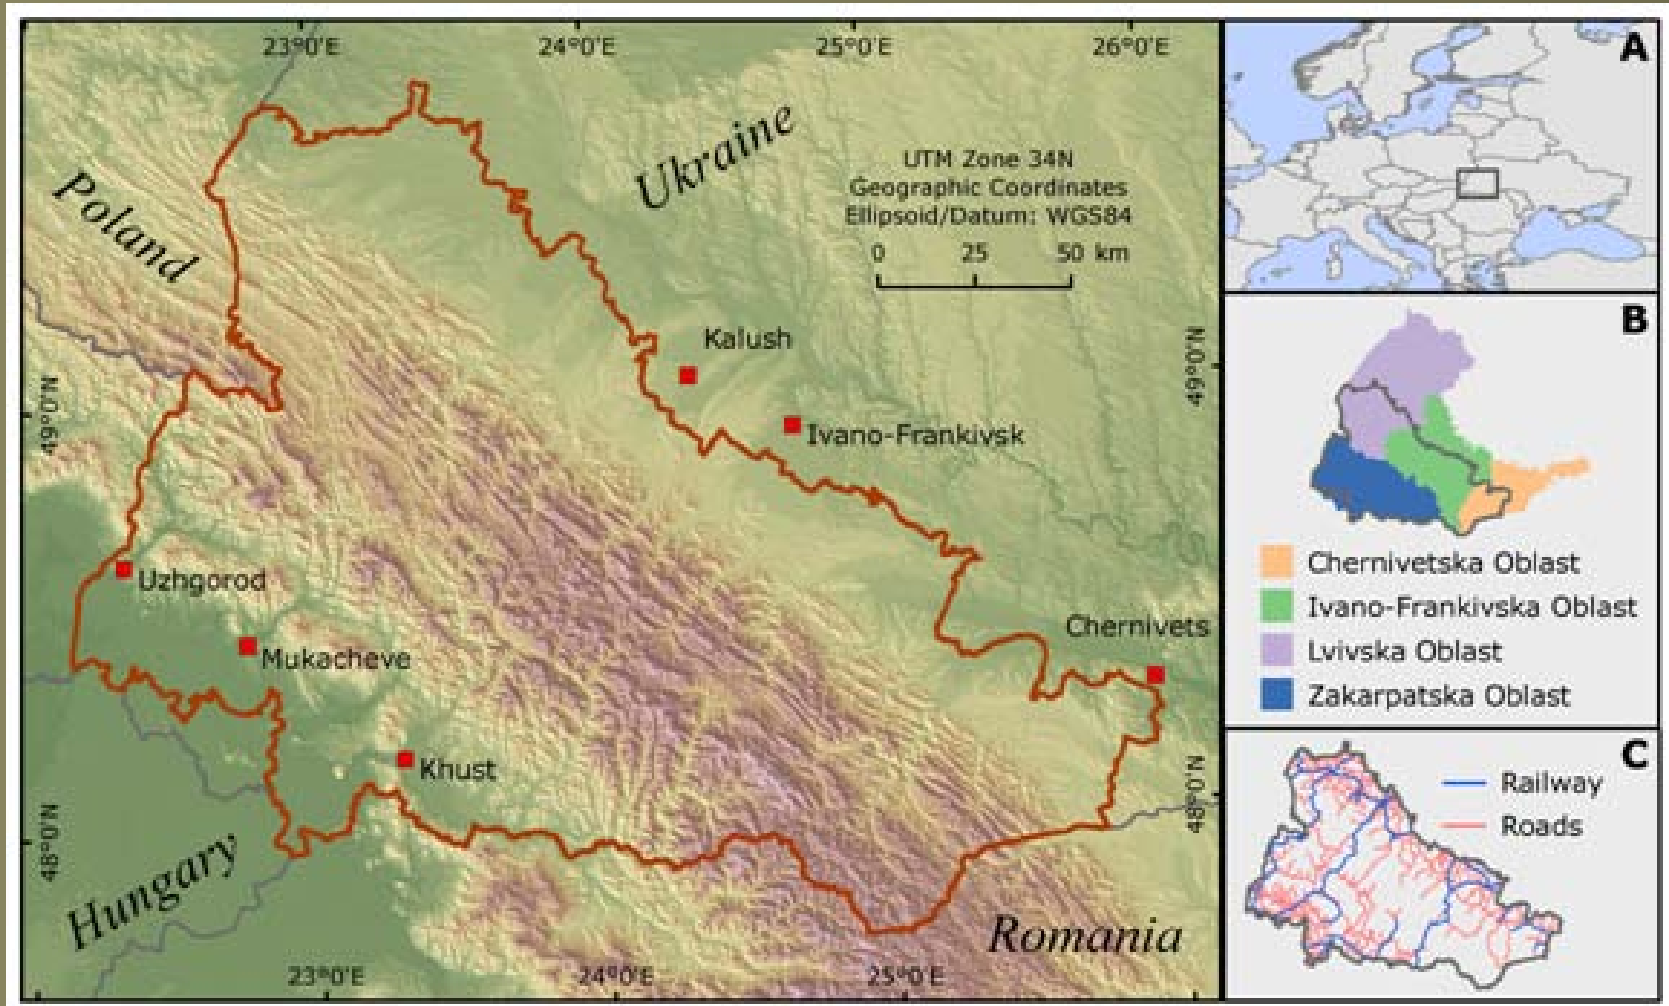 23°0'E 24°0'E 25°0'E 26°0'E
Poland
Ukraine
UTM Zone 34N
Geographic Coordinates
Ellipsoid/Datum: WGS84
0 25 50 km
49°0'N
49°0'N
Kalush
Ivano-Frankivsk
Uzhgorod
Mukacheve
Chernivets
Khust
48°0'N
48°0'N
Hungary
Romania
23°0'E 24°0'E 25°0'E
A
B
Chernivetska Oblast
Ivano-Frankivska Oblast
Lvivska Oblast
Zakarpatska Oblast
C
Railway
Roads